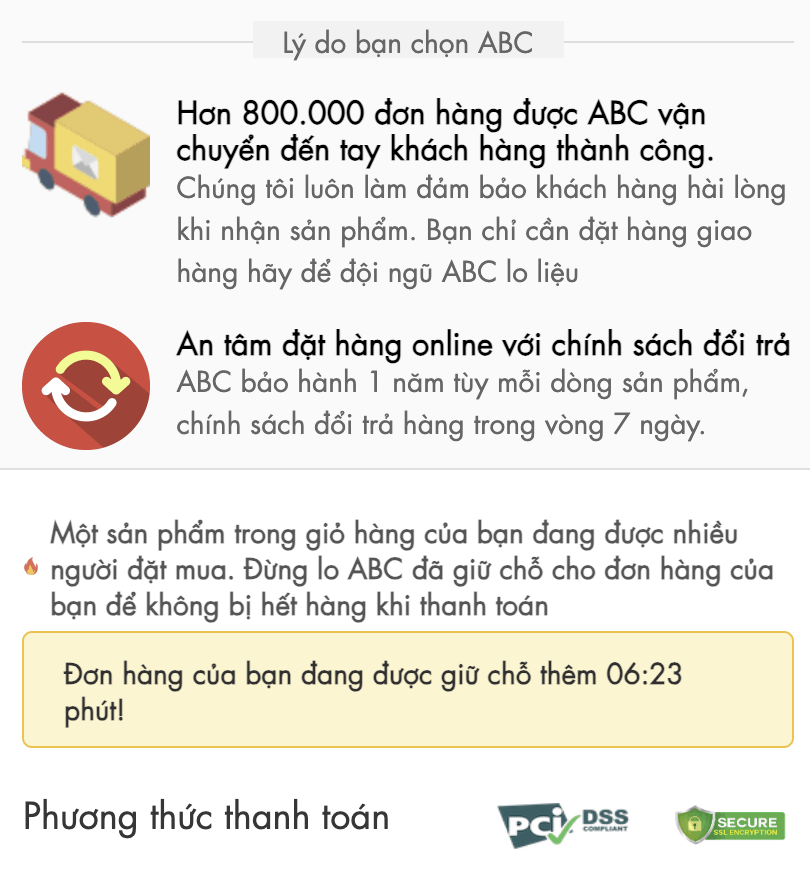 Lý do bạn chọn ABC
Hơn 800.000 đơn hàng được ABC vận
chuyển đến tay khách hàng thành công.
Chúng tôi luôn làm đảm bảo khách hàng hài lòng
khi nhận sản phẩm. Bạn chỉ cần đặt hàng giao
hàng hãy để đội ngũ ABC lo liệu
An tâm đặt hàng online với chính sách đổi trả
ABC bảo hành 1 năm tùy mỗi dòng sản phẩm,
chính sách đổi trả hàng trong vòng 7 ngày.
Một sản phẩm trong giỏ hàng của bạn đang được nhiều
người đặt mua. Đừng lo ABC đã giữ chỗ cho đơn hàng của
bạn để không bị hết hàng khi thanh toán
Đơn hàng của bạn đang được giữ chỗ thêm 06:23
phút!
Phương thức thanh toán
PCi DSS
COMPLIANT
SECURE
SSL ENCRYPTION